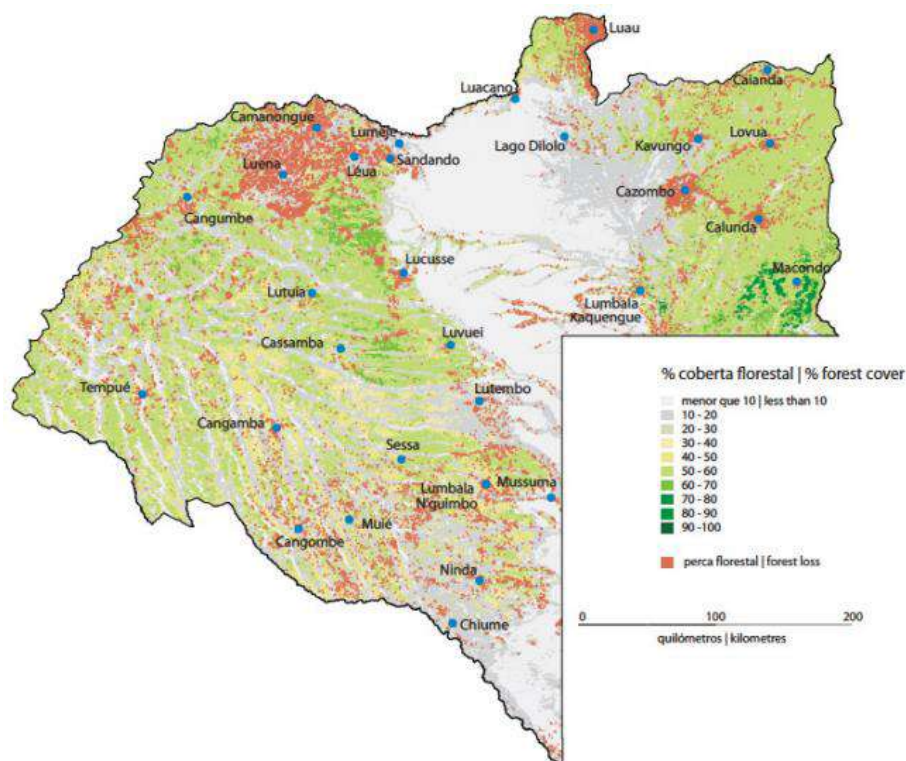 Luau
Caianda
Luacano
Camanongue
Lumeje
Lago Dilolo
Kavungo
Lovua
Luena
Léua
Sandando
Cazombo
Cangumbe
Calunda
Lucusse
Macondo
Lutuia
Lumbala
Kaquengue
Cassamba
Luvuei
Tempué
Lutembo
Cangamba
Sessa
Lumbala
N'guimbo
Mussuma
Muié
Cangombe
Ninda
Chiume
% coberta florestal | % forest cover
menor que 10 | less than 10
10 - 20
20 - 30
30 - 40
40 - 50
50 - 60
60 - 70
70 - 80
80 - 90
90 -100
perca florestal | forest loss
0 100 200
quilómetros | kilometres